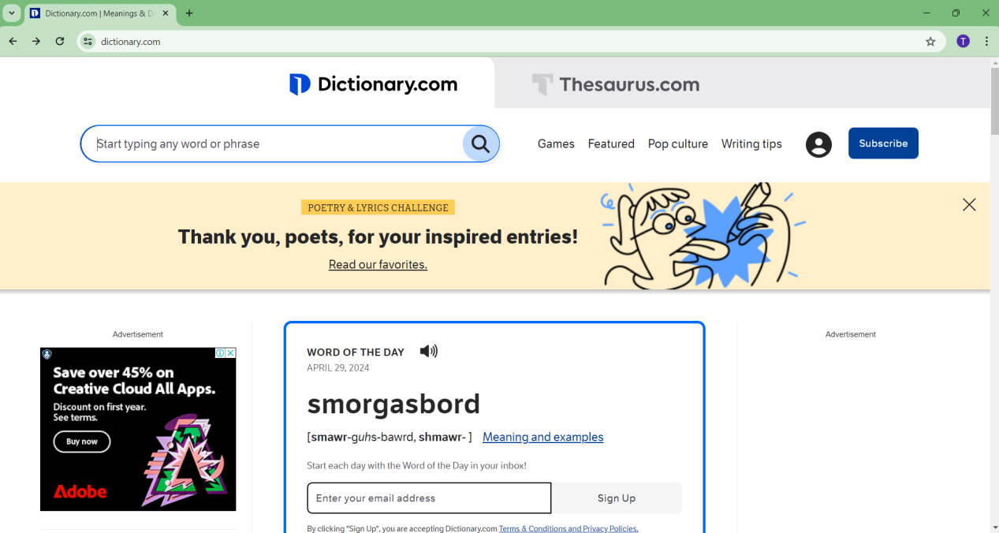 Dictionary.com | Meanings & D
dictionary.com
T
Dictionary.com
Thesaurus.com
Start typing any word or phrase
Games
Featured
Pop culture
Writing tips
Subscribe
POETRY & LYRICS CHALLENGE
Thank you, poets, for your inspired entries!
Read our favorites.
Advertisement
Save over 45% on
Creative Cloud All Apps.
Discount on first year.
See terms.
Buy now
Adobe
WORD OF THE DAY
APRIL 29, 2024
smorgasbord
[smawr-guhs-bawrd, shmawr- ]
Meaning and examples
Start each day with the Word of the Day in your inbox!
Enter your email address
Sign Up
By clicking "Sign Up", you are accepting Dictionary.com Terms & Conditions and Privacy Policies.
Advertisement